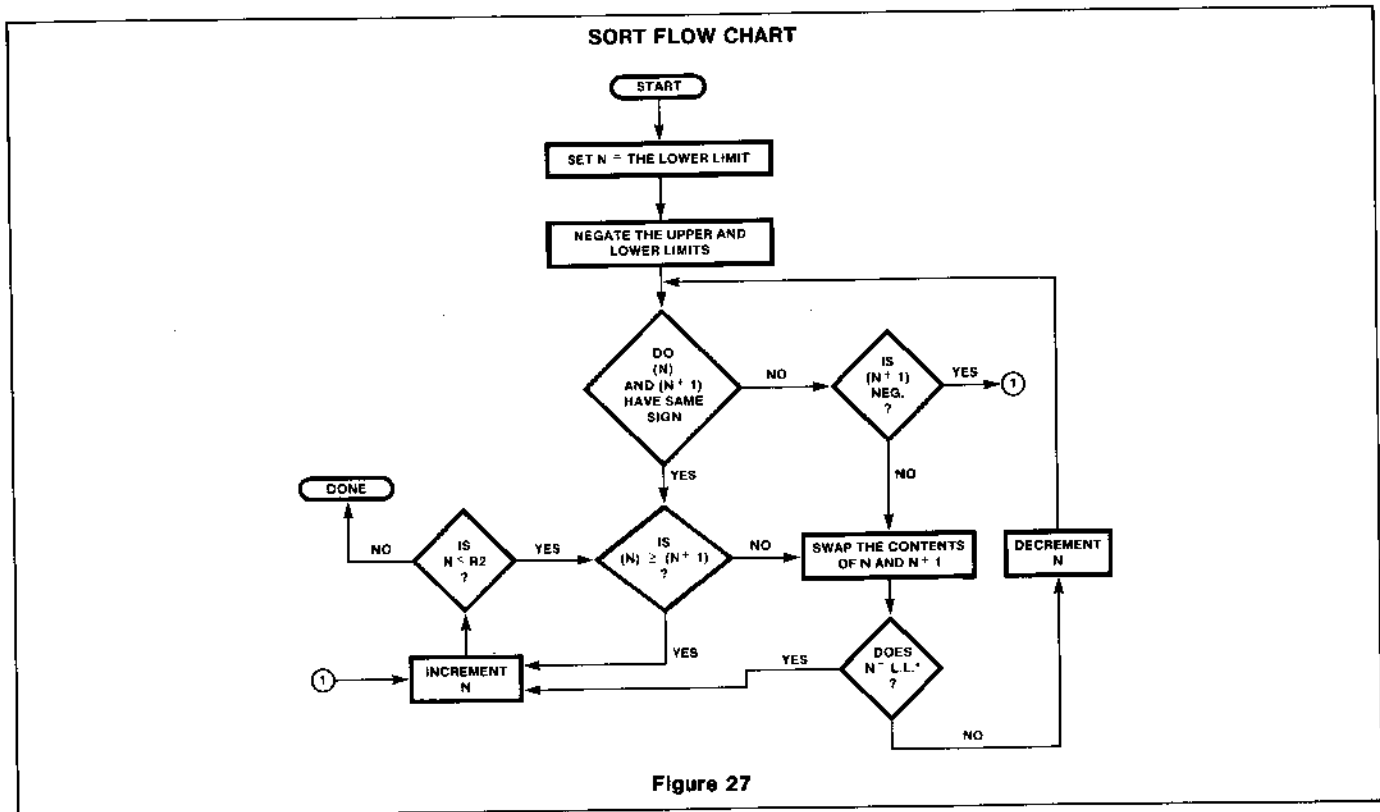 SORT FLOW CHART
START
SET N = THE LOWER LIMIT
NEGATE THE UPPER AND
LOWER LIMITS
DO
(N)
AND (N + 1)
HAVE SAME
SIGN
NO
IS
(N + 1)
NEG.
?
YES
1
YES
NO
DONE
NO
IS
N ≤ R2
?
YES
IS
(N) ≥ (N + 1)
?
NO
SWAP THE CONTENTS
OF N AND N + 1
DECREMENT
N
YES
1
INCREMENT
N
YES
DOES
N = L.L.*
?
NO
Figure 27